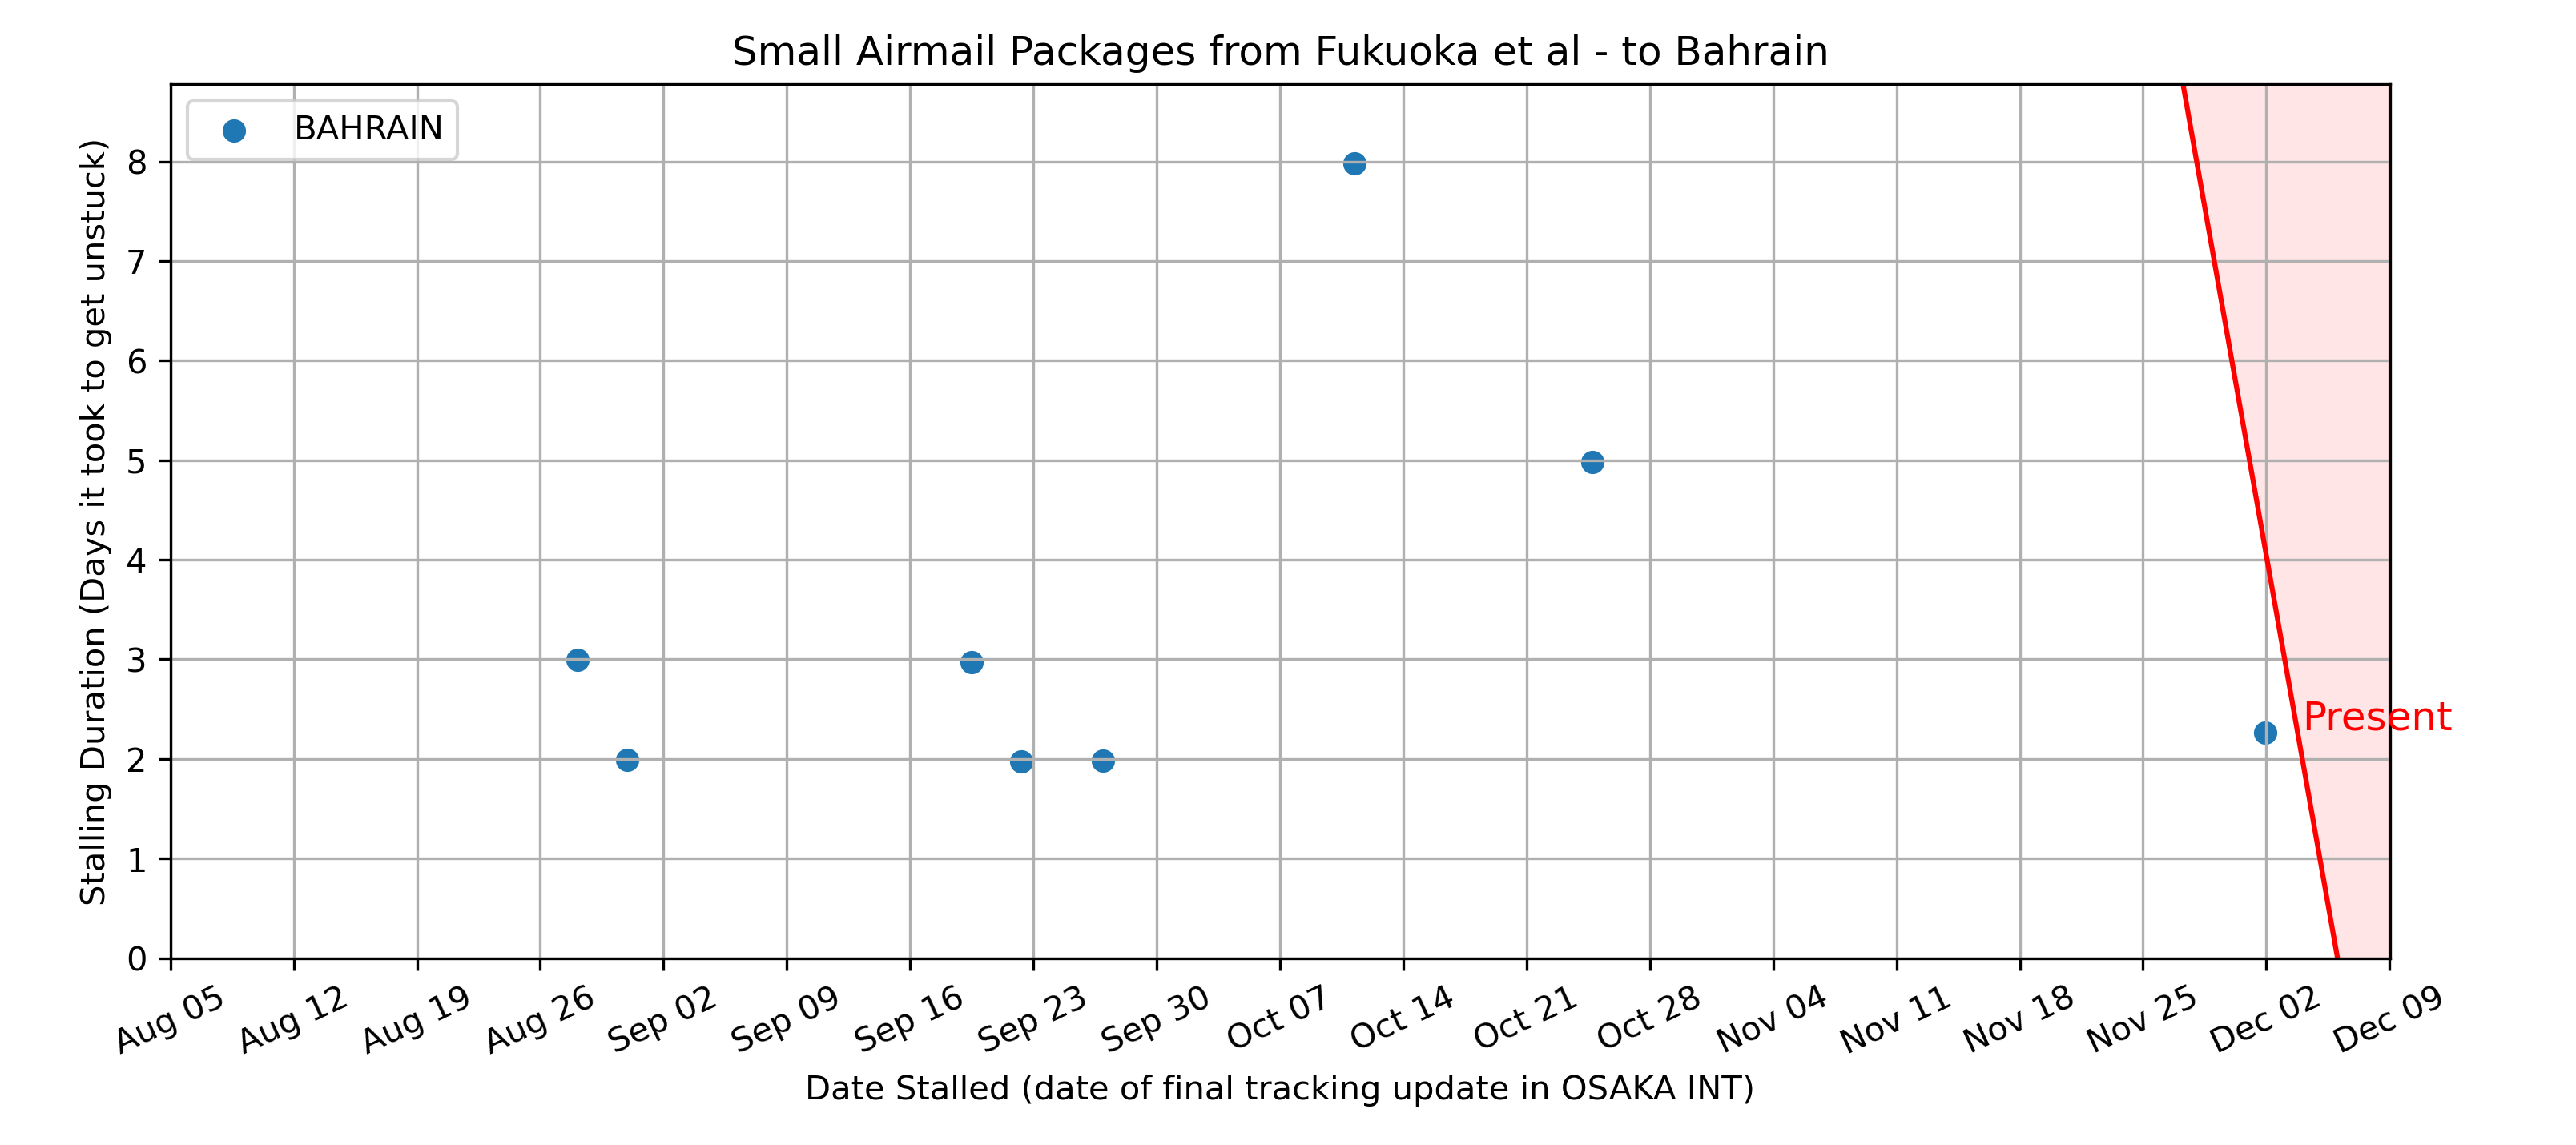 Small Airmail Packages from Fukuoka et al - to Bahrain
BAHRAIN
Stalling Duration (Days it took to get unstuck)
8
7
6
5
4
3
2
1
0
Present
Aug 05
Aug 12
Aug 19
Aug 26
Sep 02
Sep 09
Sep 16
Sep 23
Sep 30
Oct 07
Oct 14
Oct 21
Oct 28
Nov 04
Nov 11
Nov 18
Nov 25
Dec 02
Dec 09
Date Stalled (date of final tracking update in OSAKA INT)